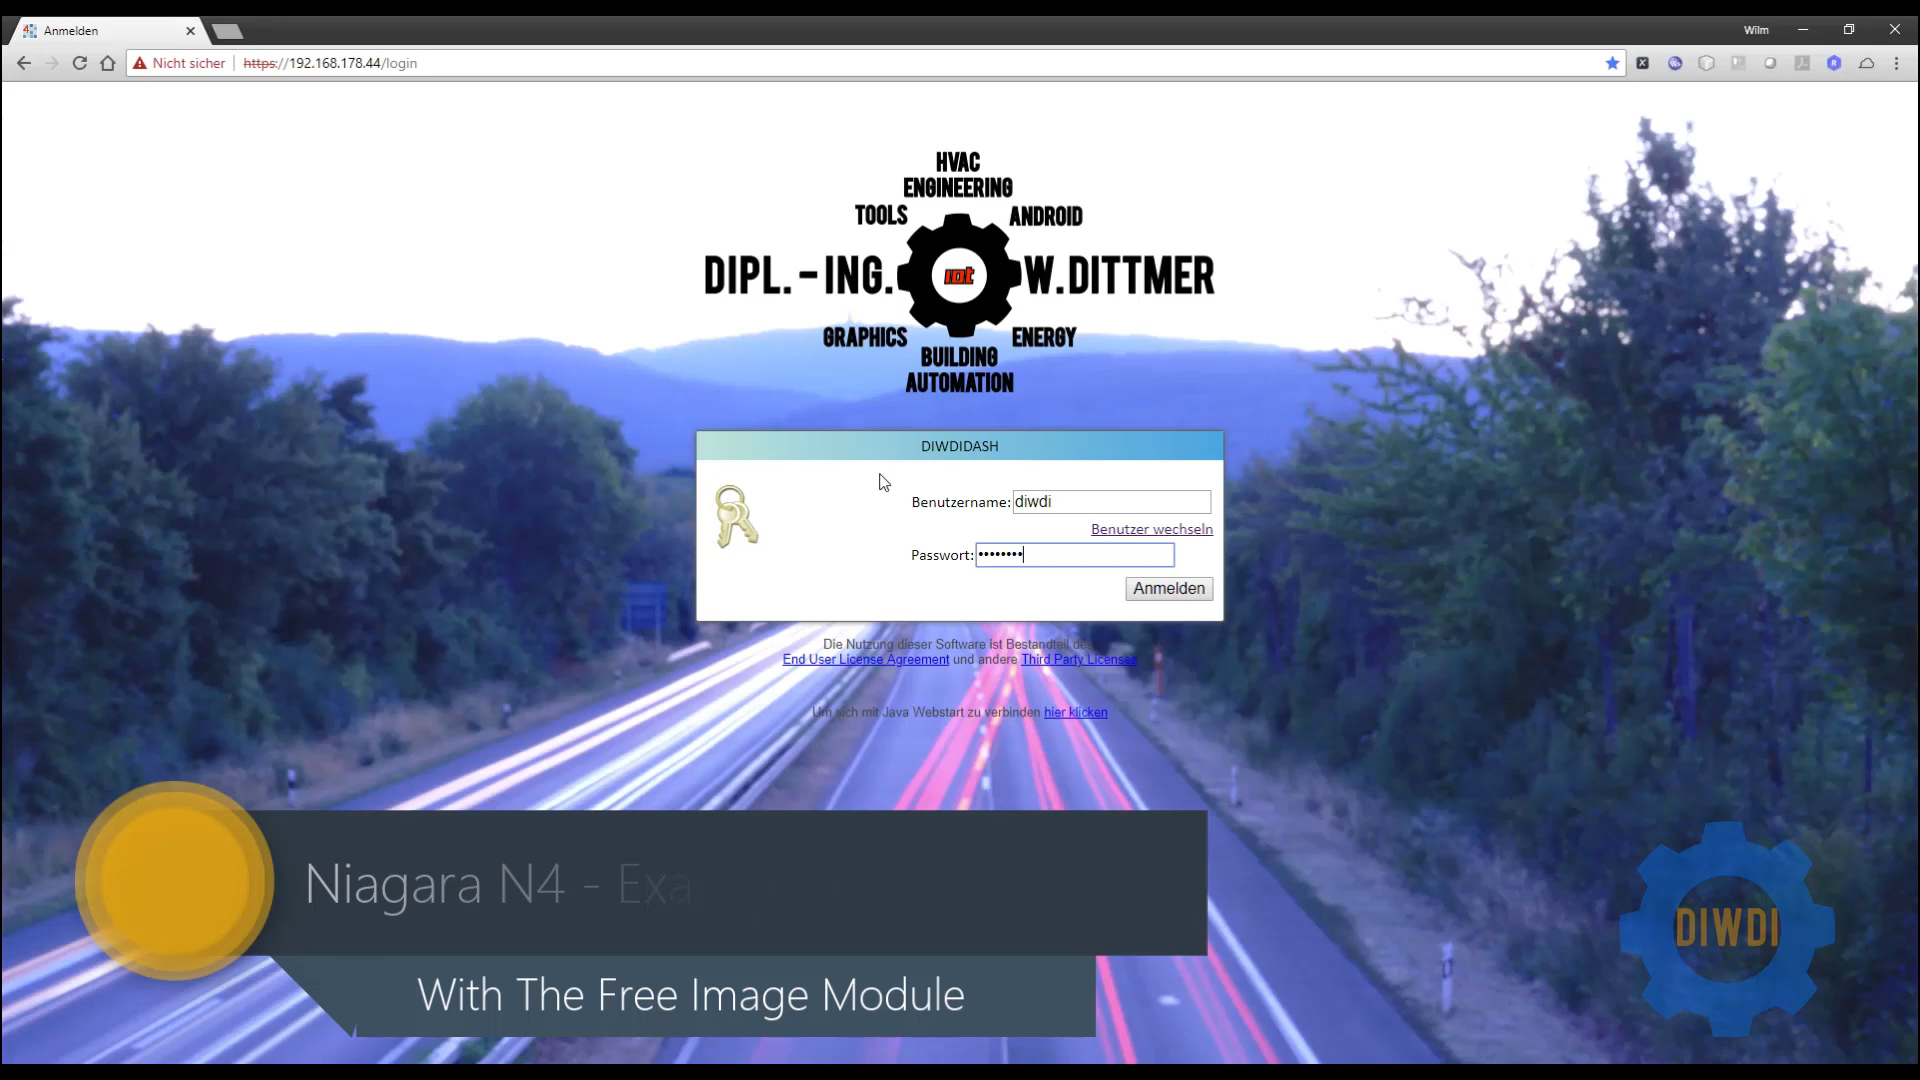 Anmelden
Wilm
Nicht sicher
https://192.168.178.44/login
HVAC
ENGINEERING
TOOLS
ANDROID
DIPL.-ING.
iot
W.DITTMER
GRAPHICS
ENERGY
BUILDING
AUTOMATION
DIWDIDASH
Benutzername: diwdi
Benutzer wechseln
Passwort: ••••••••
Anmelden
Die Nutzung dieser Software ist Bestandteil
End User License Agreement und andere Third Party Licenses
Um sich mit Java Webstart zu verbinden hier klicken
Niagara N4 - Exa
With The Free Image Module
DIWDI